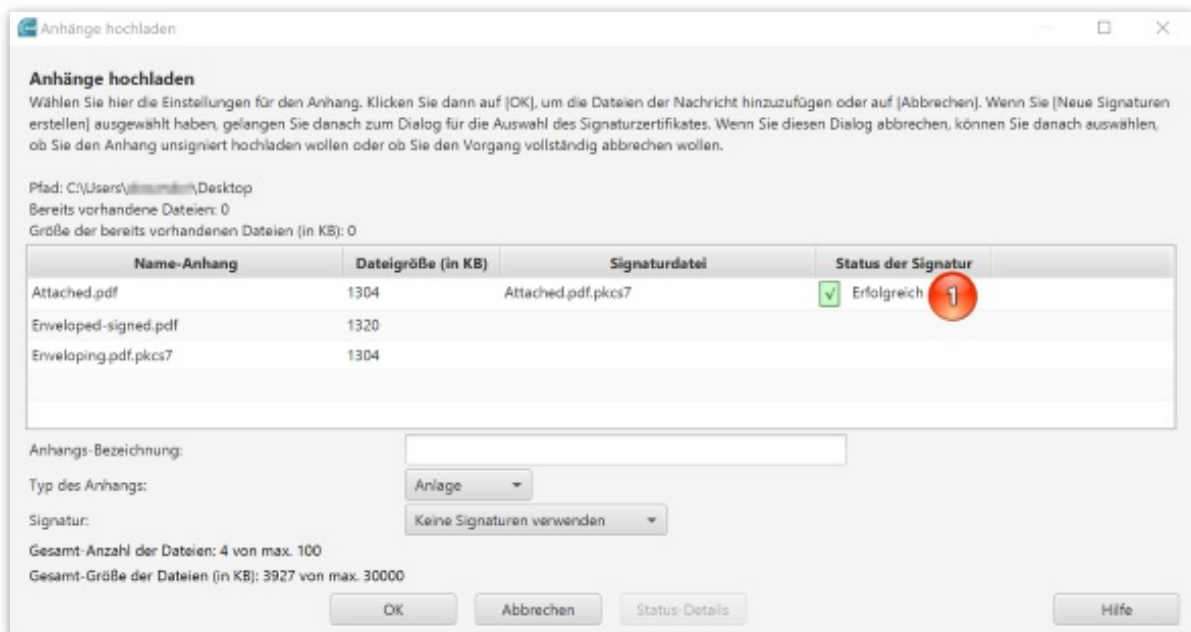 Anhänge hochladen
Anhänge hochladen
Wählen Sie hier die Einstellungen für den Anhang. Klicken Sie dann auf [OK], um die Dateien der Nachricht hinzuzufügen oder auf [Abbrechen]. Wenn Sie [Neue Signaturen
erstellen] ausgewählt haben, gelangen Sie danach zum Dialog für die Auswahl des Signaturzertifikates. Wenn Sie diesen Dialog abbrechen, können Sie danach auswählen,
ob Sie den Anhang unsigniert hochladen wollen oder ob Sie den Vorgang vollständig abbrechen wollen.
Pfad: C:\Users\ \Desktop
Bereits vorhandene Dateien: 0
Größe der bereits vorhandenen Dateien (in KB): 0
Name-Anhang Dateigröße (in KB) Signaturdatei Status der Signatur
Attached.pdf 1304 Attached.pdf.pkcs7 √ Erfolgreich 1
Enveloped-signed.pdf 1320
Enveloping.pdf.pkcs7 1304
Anhangs-Bezeichnung:
Typ des Anhangs: Anlage
Signatur: Keine Signaturen verwenden
Gesamt-Anzahl der Dateien: 4 von max. 100
Gesamt-Größe der Dateien (in KB): 3927 von max. 30000
OK Abbrechen Status-Details Hilfe